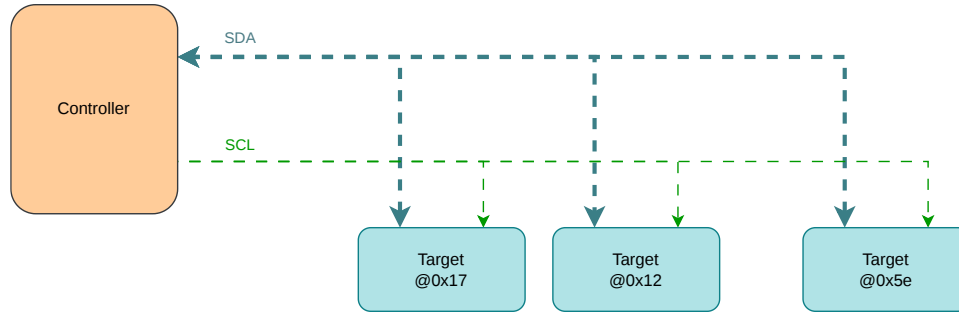 SDA
Controller
SCL
Target
@0x17
Target
@0x12
Target
@0x5e